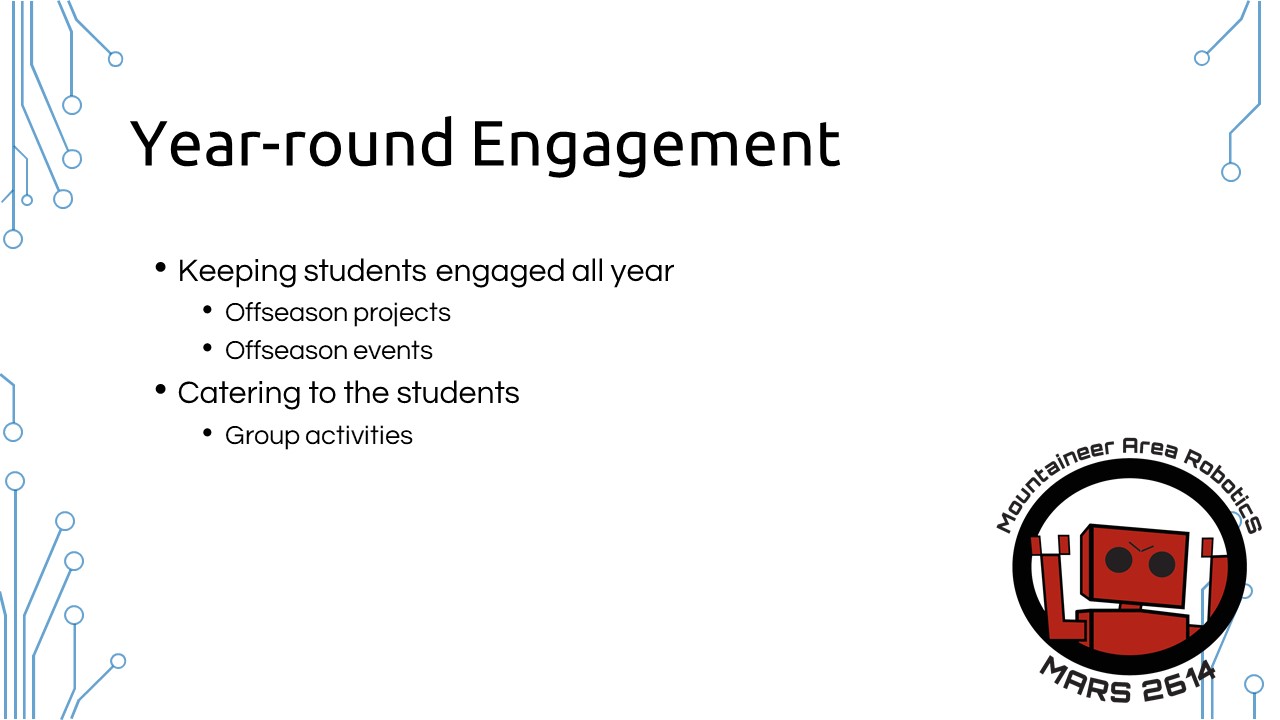 Year-round Engagement
• Keeping students engaged all year
• Offseason projects
• Offseason events
• Catering to the students
• Group activities
Mountaineer Area Robotics
MARS 2614